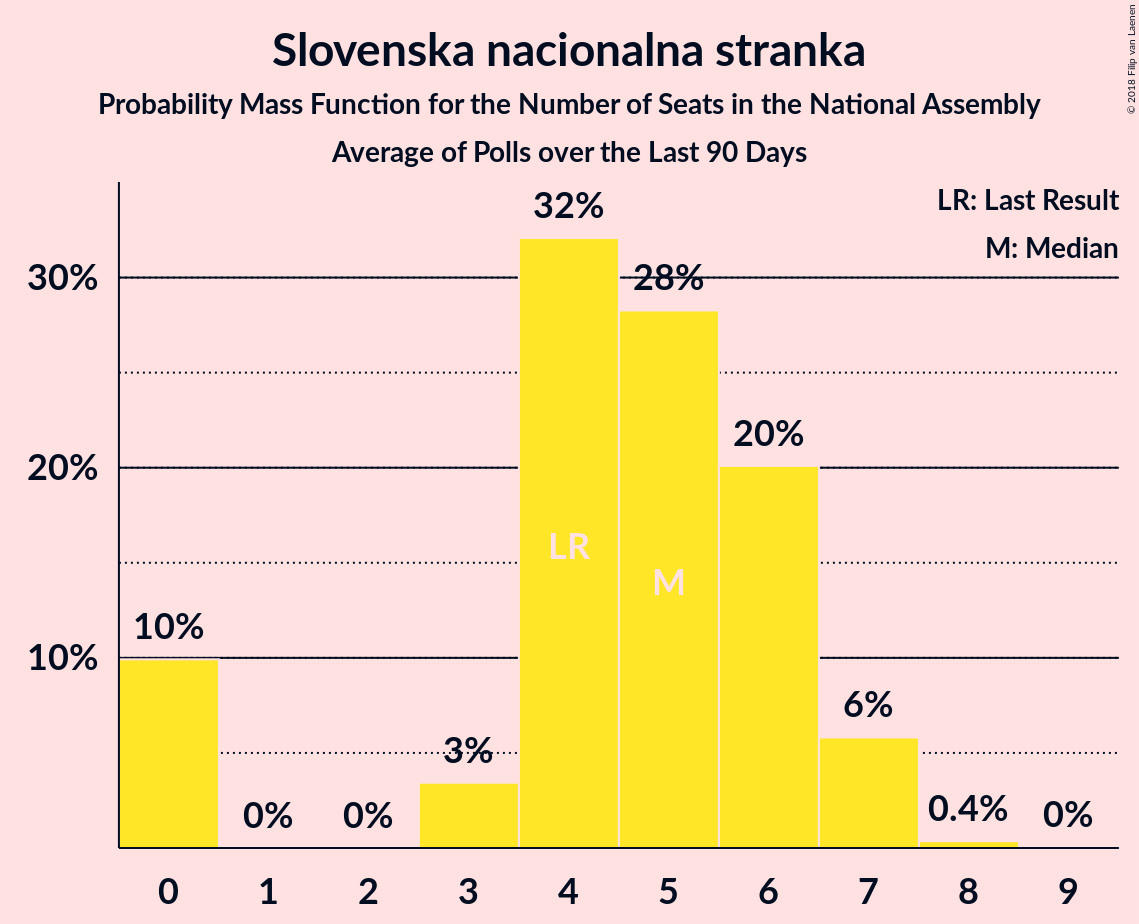 Slovenska nacionalna stranka
Probability Mass Function for the Number of Seats in the National Assembly
Average of Polls over the Last 90 Days
© 2018 Filip van Laenen
LR: Last Result
M: Median
32%
30%
28%
20%
20%
LR
M
10%
10%
6%
3%
0%
0%
0.4%
0%
0 1 2 3 4 5 6 7 8 9